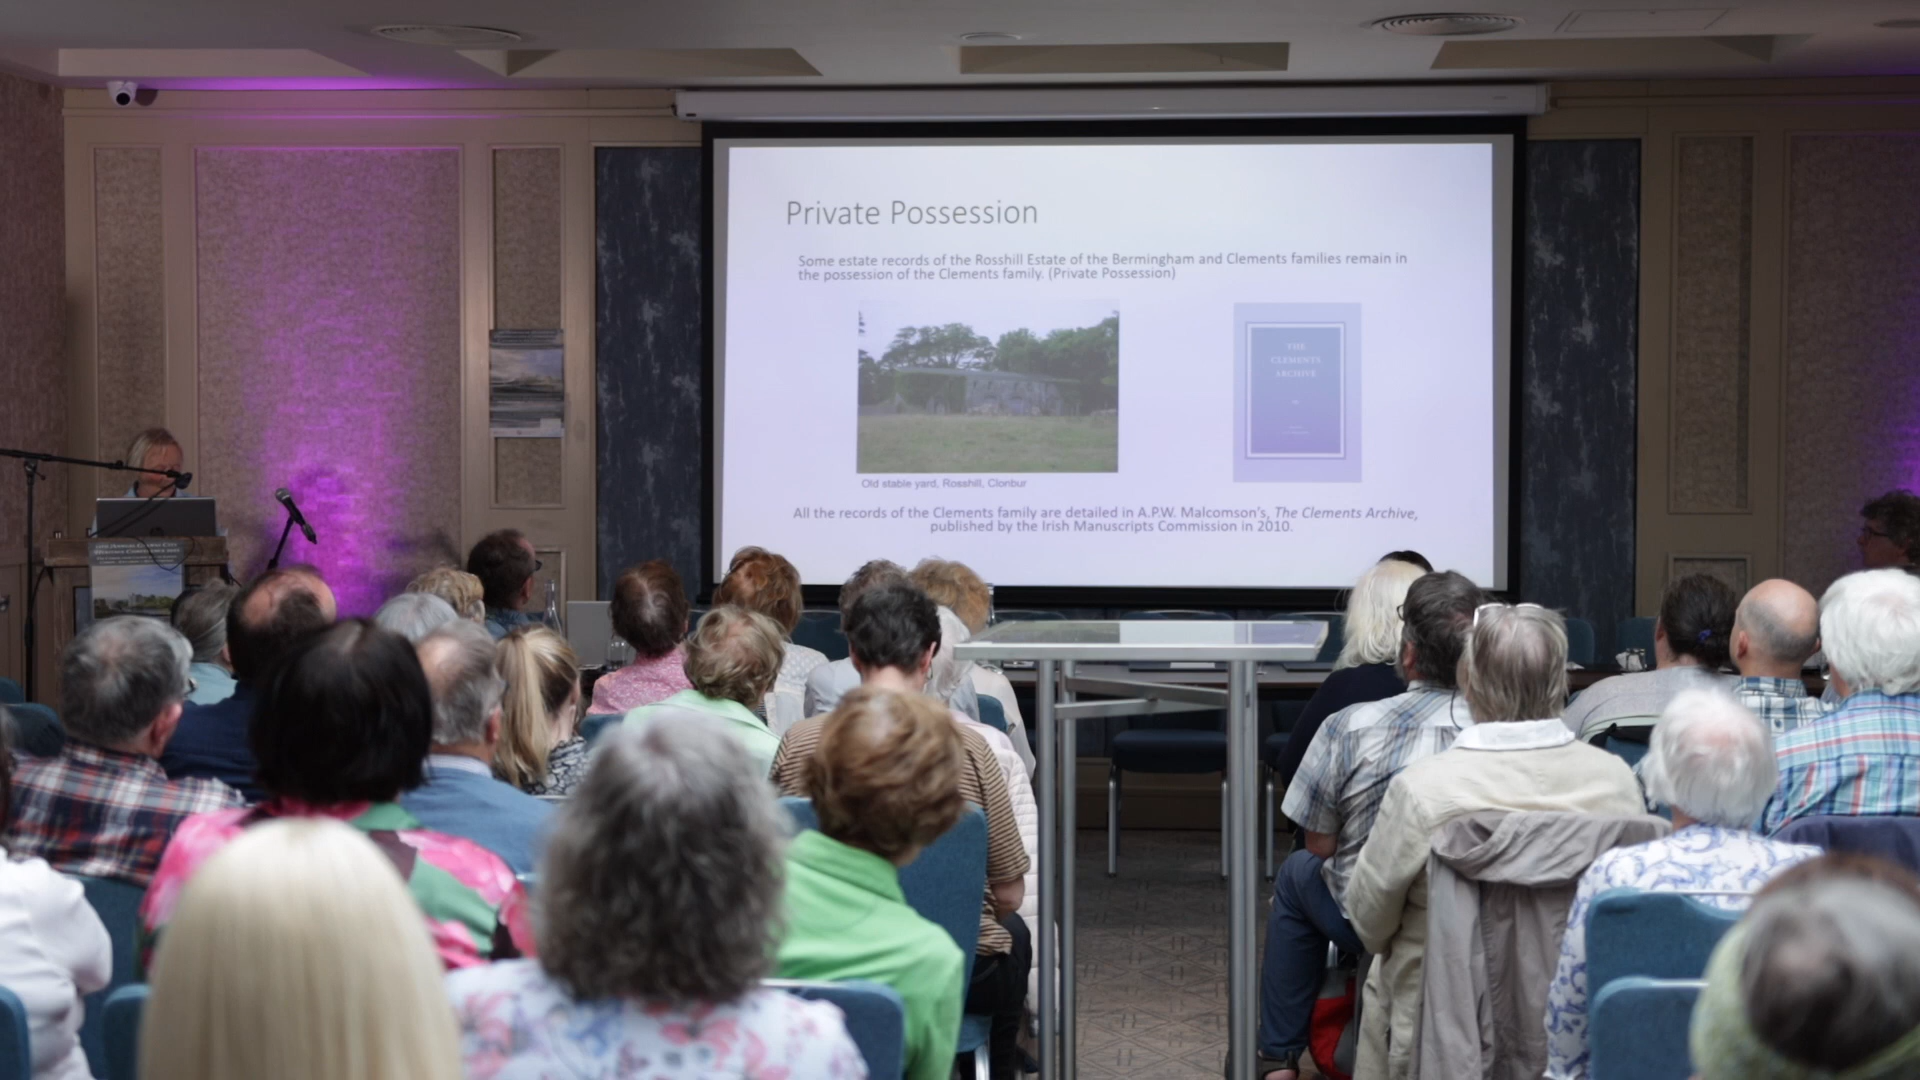 Private Possession
Some estate records of the Rosshill Estate of the Bermingham and Clements families remain in
the possession of the Clements family. (Private Possession)
THE
CLEMENTS
ARCHIVE
Old stable yard, Rosshill, Clonbur
All the records of the Clements family are detailed in A.P.W. Malcomson's, The Clements Archive,
published by the Irish Manuscripts Commission in 2010.